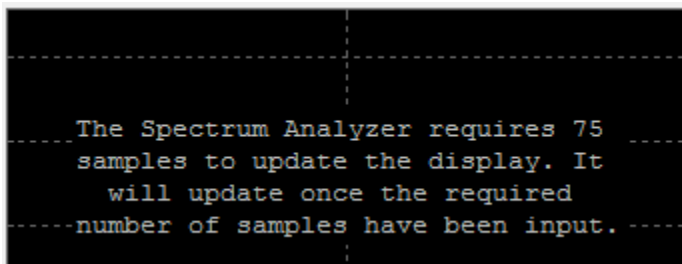 The Spectrum Analyzer requires 75
samples to update the display. It
will update once the required
number of samples have been input.